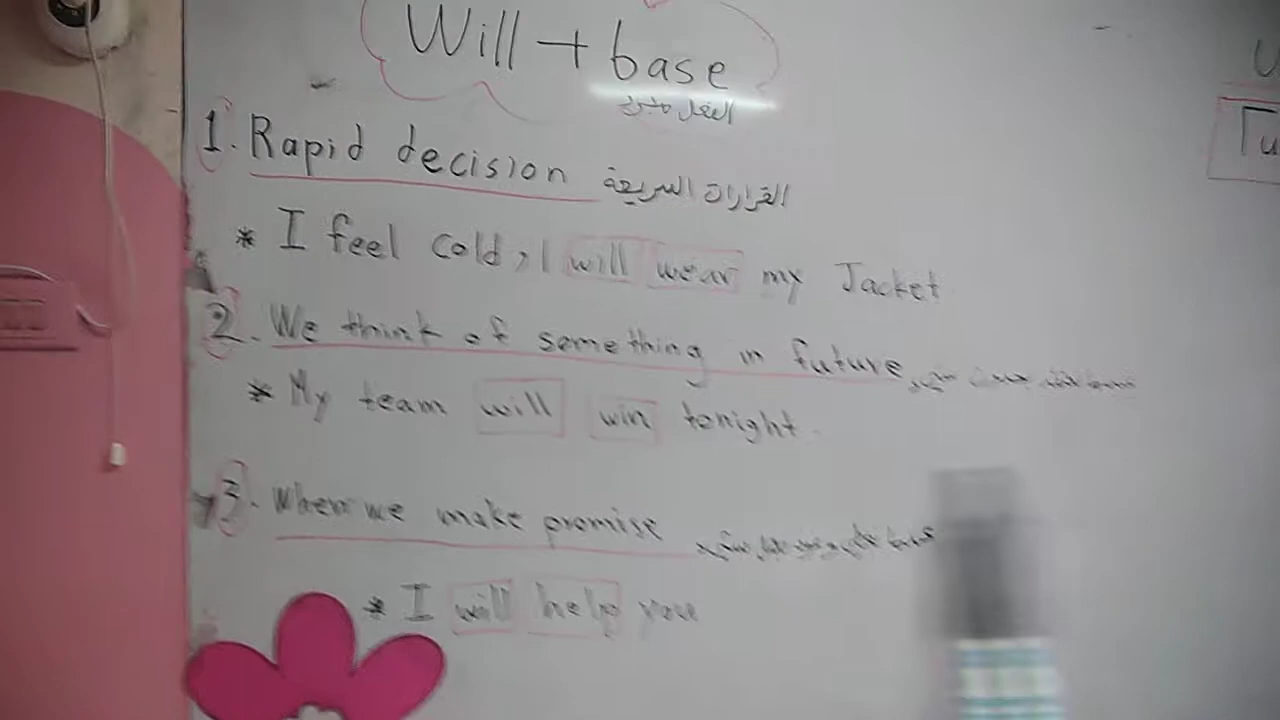 Will + base
الفعل مجرد
1. Rapid decision القرارات السريعة
* I feel cold, I will wear my Jacket
2. We think of something in future
* My team will win tonight.
3. When we make promise
* I will help you